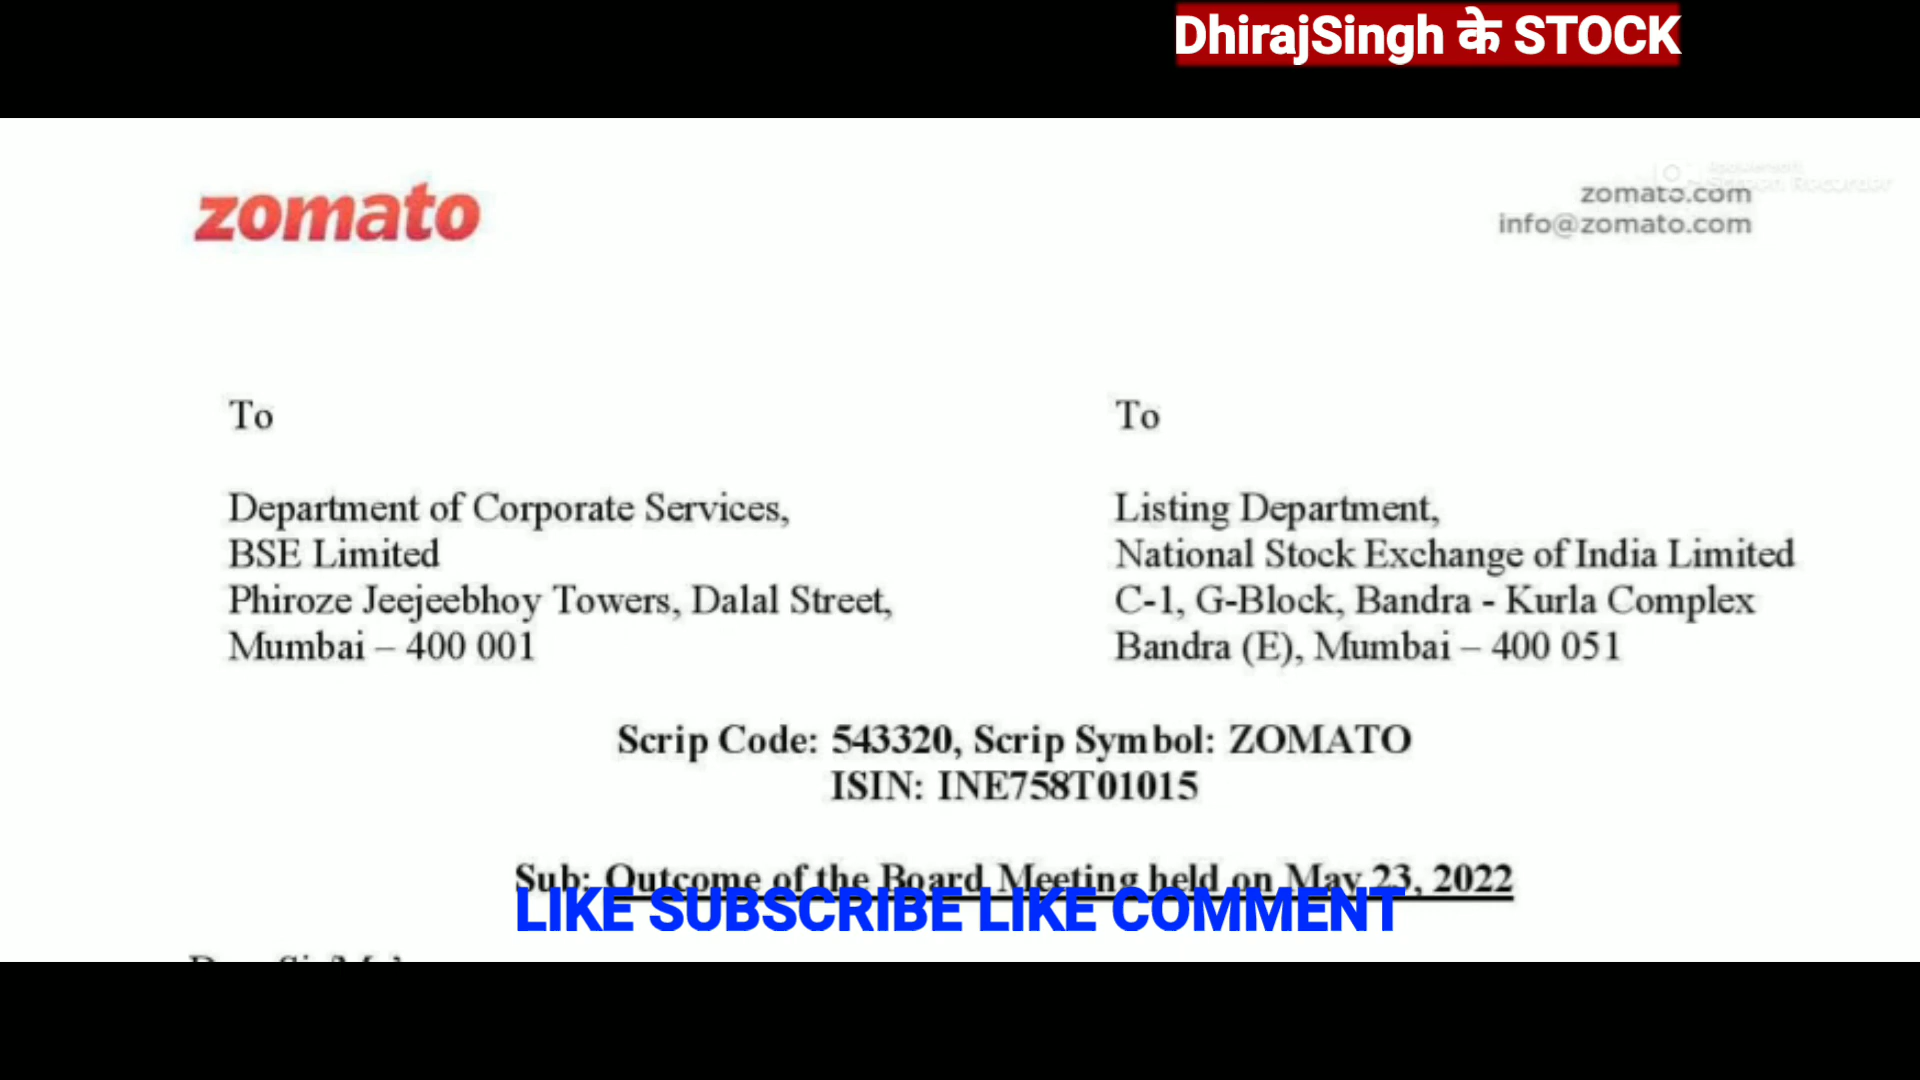 DhirajSingh के STOCK
zomato
zomato.com
info@zomato.com
To
Department of Corporate Services,
BSE Limited
Phiroze Jeejeebhoy Towers, Dalal Street,
Mumbai – 400 001
To
Listing Department,
National Stock Exchange of India Limited
C-1, G-Block, Bandra - Kurla Complex
Bandra (E), Mumbai – 400 051
Scrip Code: 543320, Scrip Symbol: ZOMATO
ISIN: INE758T01015
Sub: Outcome of the Board Meeting held on May 23, 2022
LIKE SUBSCRIBE LIKE COMMENT